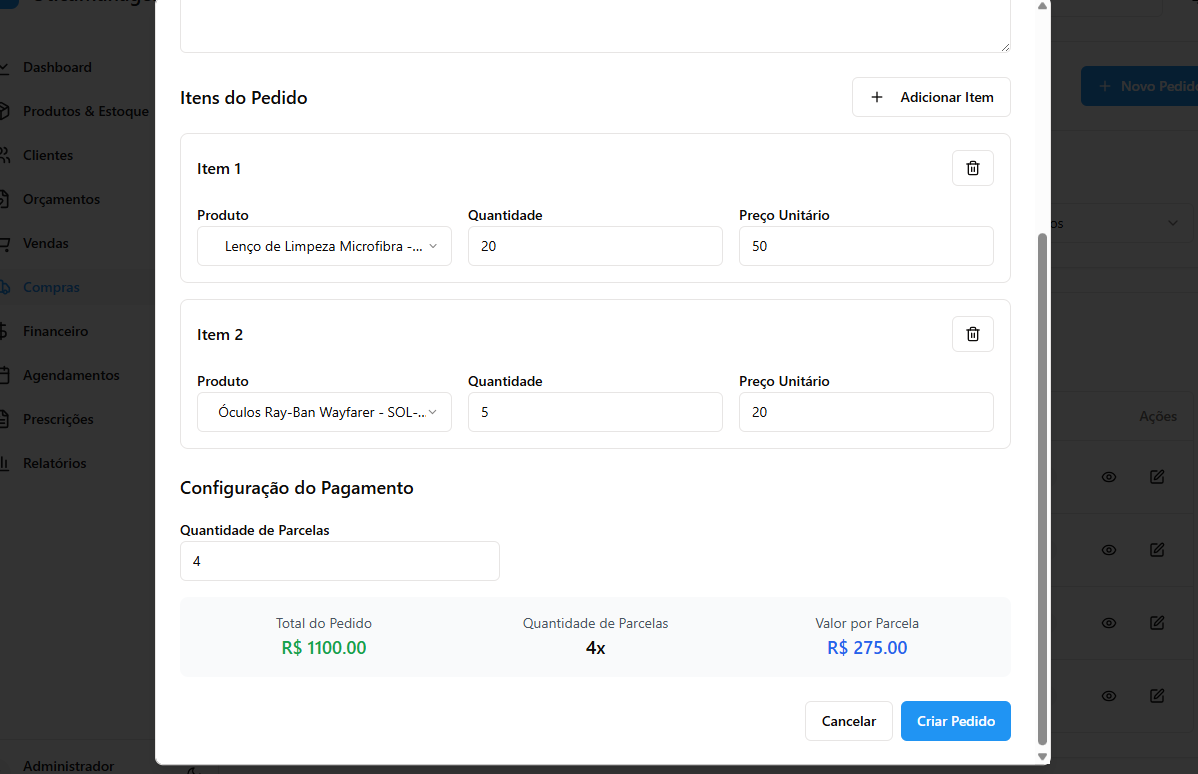 Dashboard
Produtos & Estoque
Clientes
Orçamentos
Vendas
Compras
Financeiro
Agendamentos
Prescrições
Relatórios
Administrador
Itens do Pedido
+ Adicionar Item
Item 1
Produto Quantidade Preço Unitário
Lenço de Limpeza Microfibra -... 20 50
Item 2
Produto Quantidade Preço Unitário
Óculos Ray-Ban Wayfarer - SOL-... 5 20
Configuração do Pagamento
Quantidade de Parcelas
4
Total do Pedido Quantidade de Parcelas Valor por Parcela
R$ 1100.00 4x R$ 275.00
Cancelar Criar Pedido
+ Novo Pedido
Ações